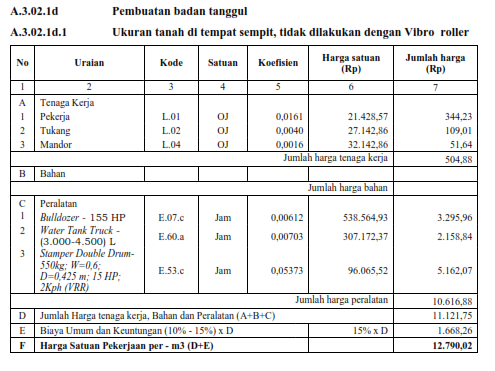 A.3.02.1d Pembuatan badan tanggul
A.3.02.1d.1 Ukuran tanah di tempat sempit, tidak dilakukan dengan Vibro roller
No Uraian Kode Satuan Koefisien Harga satuan (Rp) Jumlah harga (Rp)
1 2 3 4 5 6 7
A Tenaga Kerja
1 Pekerja L.01 OJ 0,0161 21.428,57 344,23
2 Tukang L.02 OJ 0,0040 27.142,86 109,01
3 Mandor L.04 OJ 0,0016 32.142,86 51,64
Jumlah harga tenaga kerja 504,88
B Bahan
Jumlah harga bahan
C Peralatan
1 Bulldozer - 155 HP E.07.c Jam 0,00612 538.564,93 3.295,96
2 Water Tank Truck -
(3.000-4.500) L E.60.a Jam 0,00703 307.172,37 2.158,84
3 Stamper Double Drum-
550kg; W=0,6;
D=0,425 m; 15 HP; E.53.c Jam 0,05373 96.065,52 5.162,07
2Kph (VRR)
Jumlah harga peralatan 10.616,88
D Jumlah Harga tenaga kerja, Bahan dan Peralatan (A+B+C) 11.121,75
E Biaya Umum dan Keuntungan (10% - 15%) x D 15% x D 1.668,26
F Harga Satuan Pekerjaan per - m3 (D+E) 12.790,02